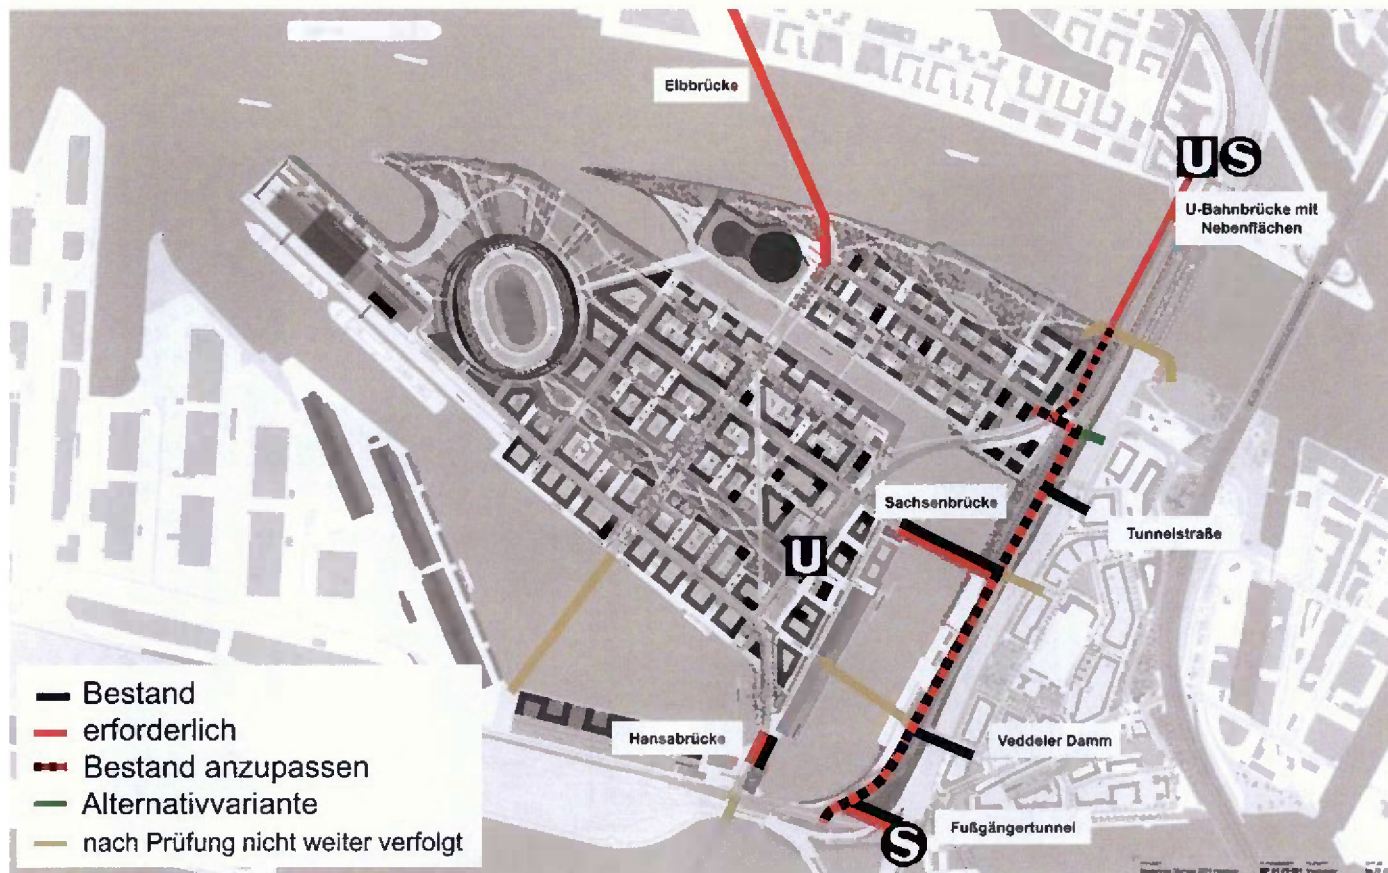 Elbbrücke
U S
U-Bahnbrücke mit
Nebenflächen
Sachsenbrücke
Tunnelstraße
U
Hansabrücke
Veddeler Damm
Fußgängertunnel
S
Bestand
erforderlich
Bestand anzupassen
Alternativvariante
nach Prüfung nicht weiter verfolgt